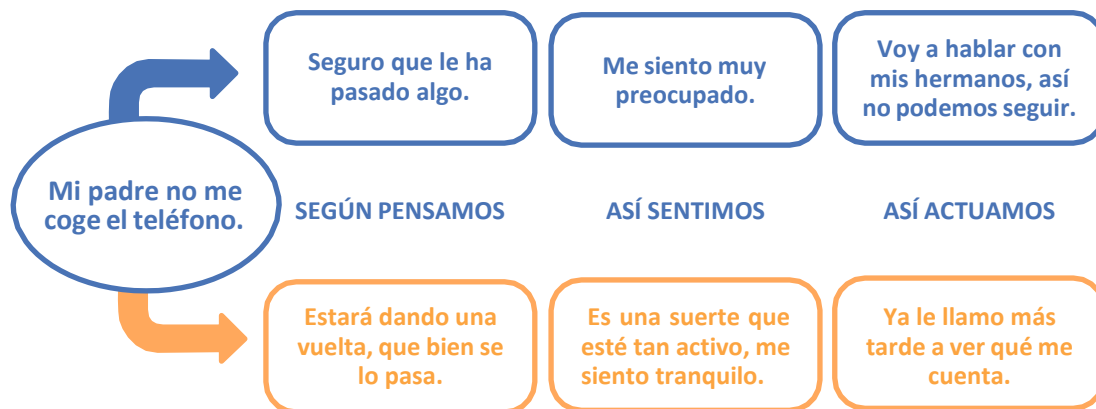 Seguro que le ha
pasado algo.
Me siento muy
preocupado.
Voy a hablar con
mis hermanos, así
no podemos seguir.
Mi padre no me
coge el teléfono.
SEGÚN PENSAMOS
ASÍ SENTIMOS
ASÍ ACTUAMOS
Estará dando una
vuelta, que bien se
lo pasa.
Es una suerte que
esté tan activo, me
siento tranquilo.
Ya le llamo más
tarde a ver qué me
cuenta.